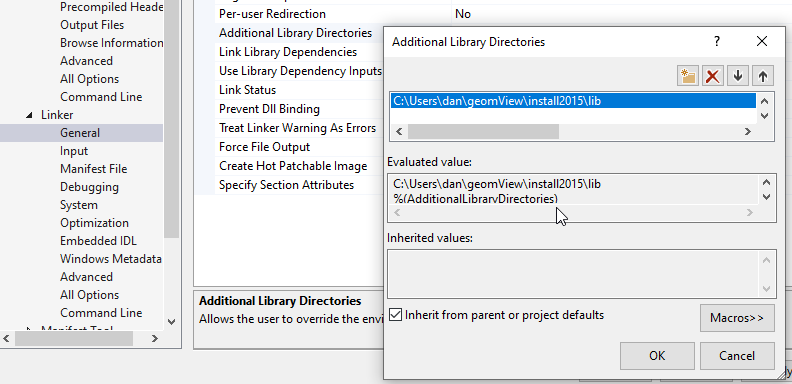 Precompiled Heade
Output Files
Browse Information
Advanced
All Options
Command Line
Linker
General
Input
Manifest File
Debugging
System
Optimization
Embedded IDL
Windows Metadata
Advanced
All Options
Command Line
Manifest Tool
Per-user Redirection No
Additional Library Directories
Link Library Dependencies
Use Library Dependency Inputs
Link Status
Prevent Dll Binding
Treat Linker Warning As Errors
Force File Output
Create Hot Patchable Image
Specify Section Attributes
Additional Library Directories
Allows the user to override the envi
Additional Library Directories
C:\Users\dan\geomView\install2015\lib
Evaluated value:
C:\Users\dan\geomView\install2015\lib
%(AdditionalLibraryDirectories)
Inherited values:
Inherit from parent or project defaults
Macros>>
OK Cancel